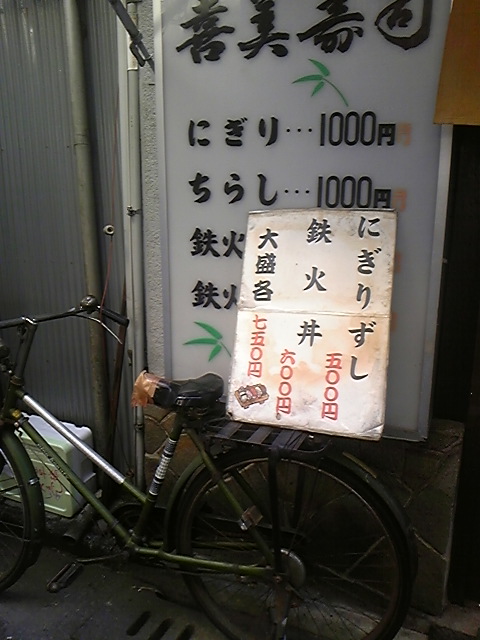 喜美寿司
にぎり…1000円
ちらし…1000円
鉄火
鉄火
にぎりずし
五〇〇円
鉄火丼
六〇〇円
大盛各
七五〇円